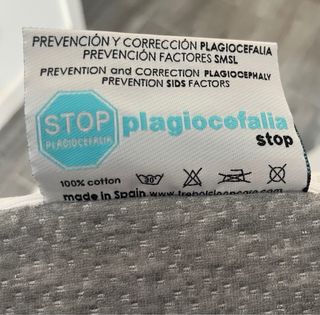 PREVENCIÓN Y CORRECCIÓN PLAGIOCEFALIA
PREVENCIÓN FACTORES SMSL
PREVENTION and CORRECTION PLAGIOCEPHALY
PREVENTION SIDS FACTORS
STOP
PLAGIOCEFALIA
plagiocefalia
stop
100% cotton 30°
made in Spain